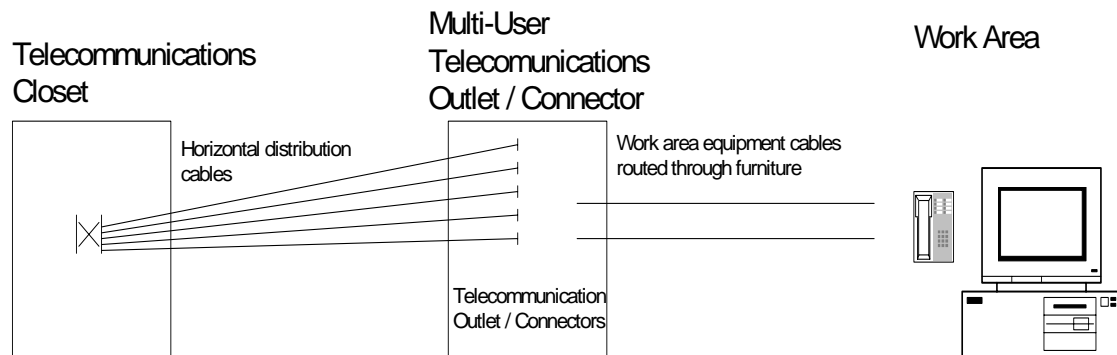 Telecommunications
Closet
Multi-User
Telecomunications
Outlet / Connector
Work Area
Horizontal distribution
cables
Work area equipment cables
routed through furniture
Telecommunication
Outlet / Connectors